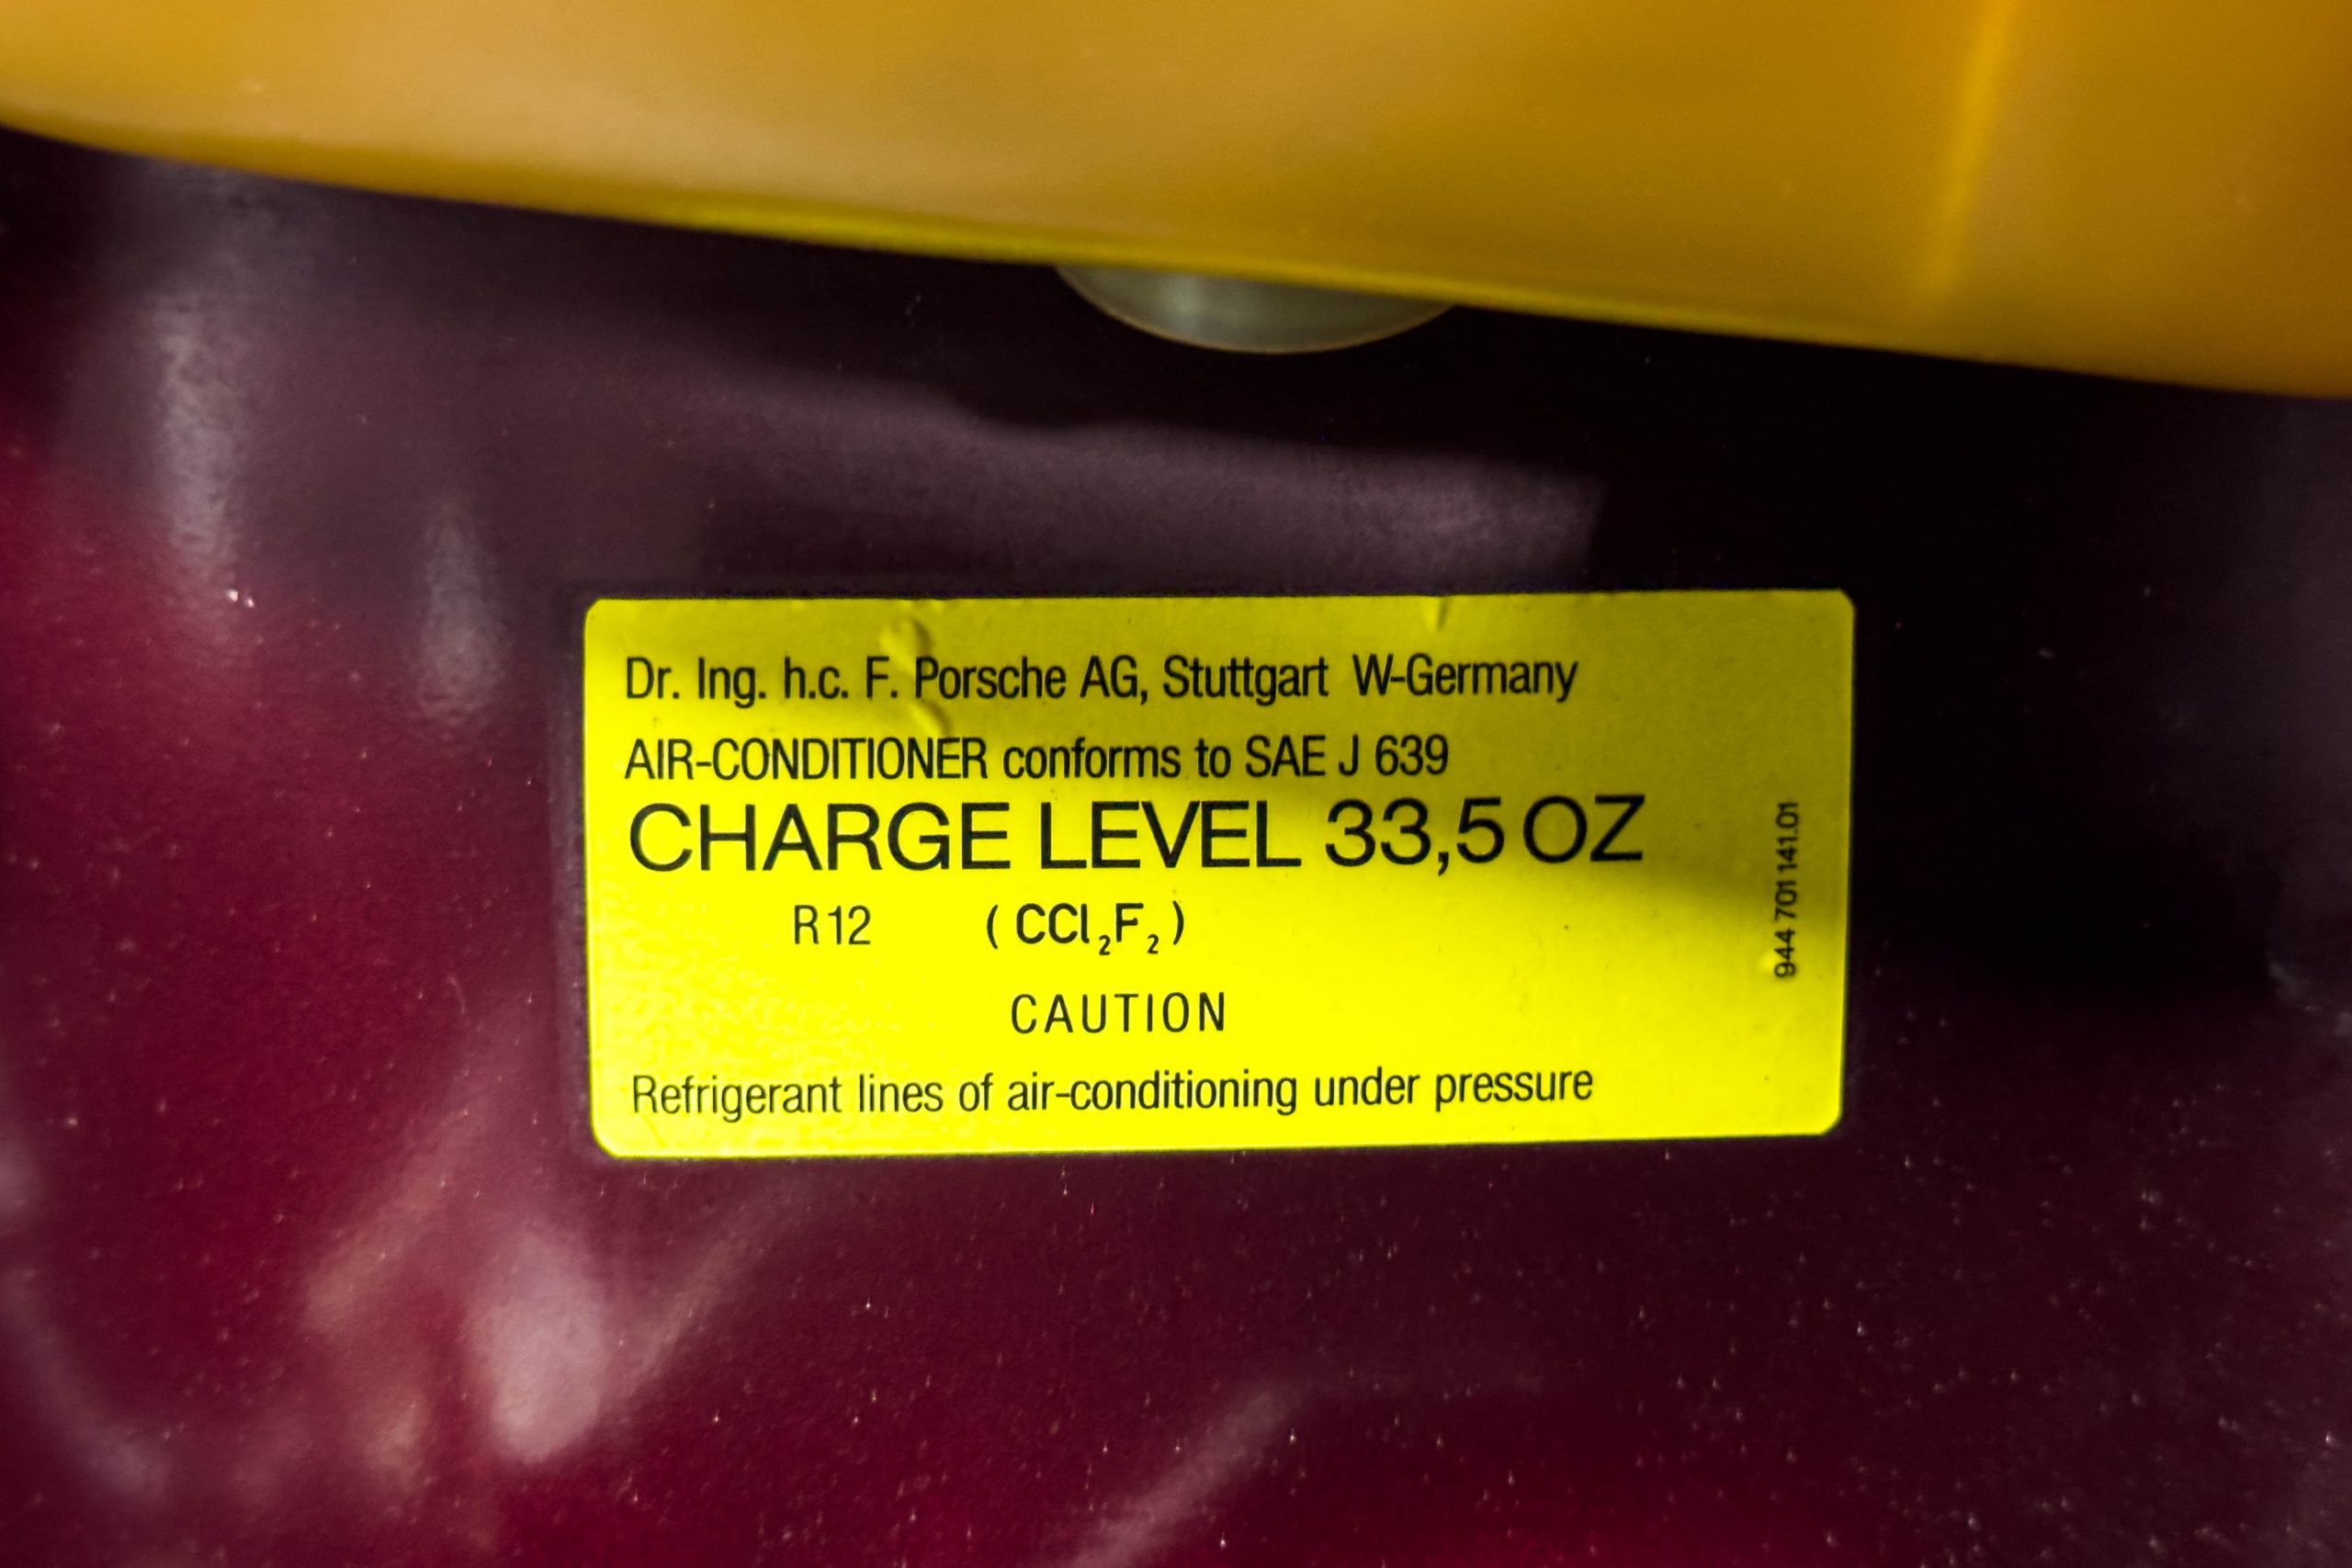 Dr. Ing. h.c. F. Porsche AG, Stuttgart W-Germany
AIR-CONDITIONER conforms to SAE J 639
CHARGE LEVEL 33,5 OZ
R12 (CCl₂F₂)
CAUTION
Refrigerant lines of air-conditioning under pressure
944 701 141.01